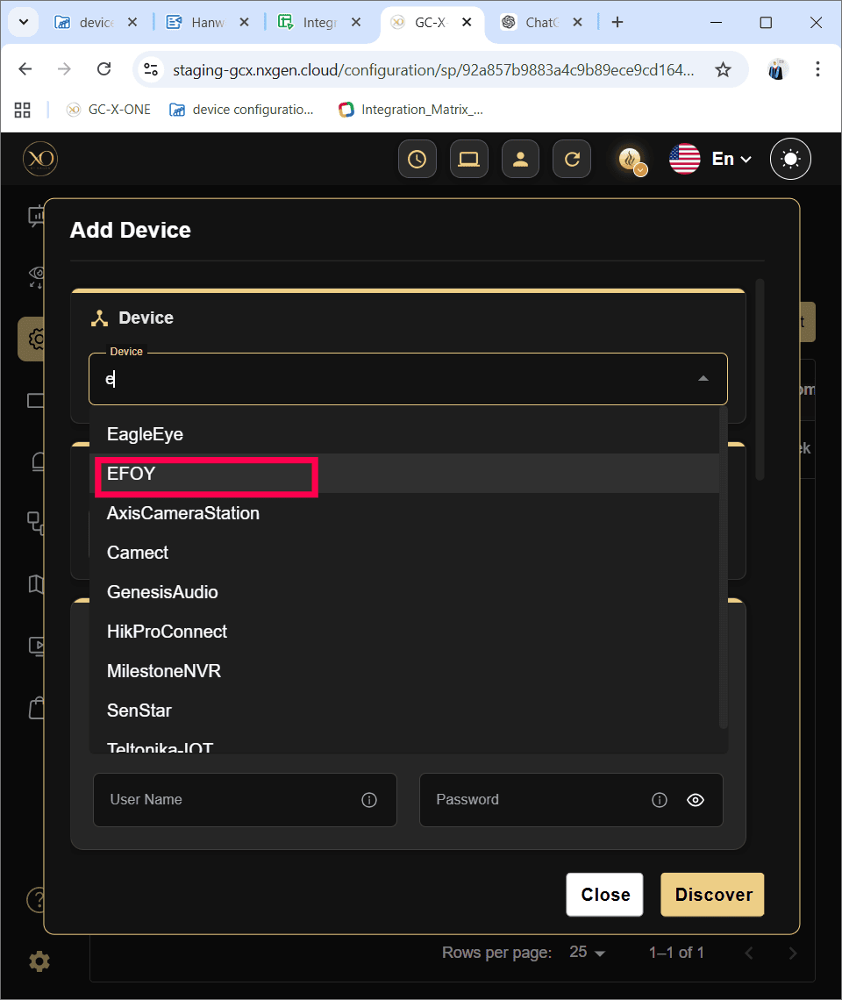 device
Hanw
Integr
GC-X-
ChatG
staging-gcx.nxgen.cloud/configuration/sp/92a857b9883a4c9b89ece9cd164...
GC-X-ONE
device configuratio...
Integration_Matrix_...
XO
En
Add Device
Device
Device
e
EagleEye
EFOY
AxisCameraStation
Camect
GenesisAudio
HikProConnect
MilestoneNVR
SenStar
Teltonika-IOT
User Name
Password
Close
Discover
Rows per page: 25 1–1 of 1